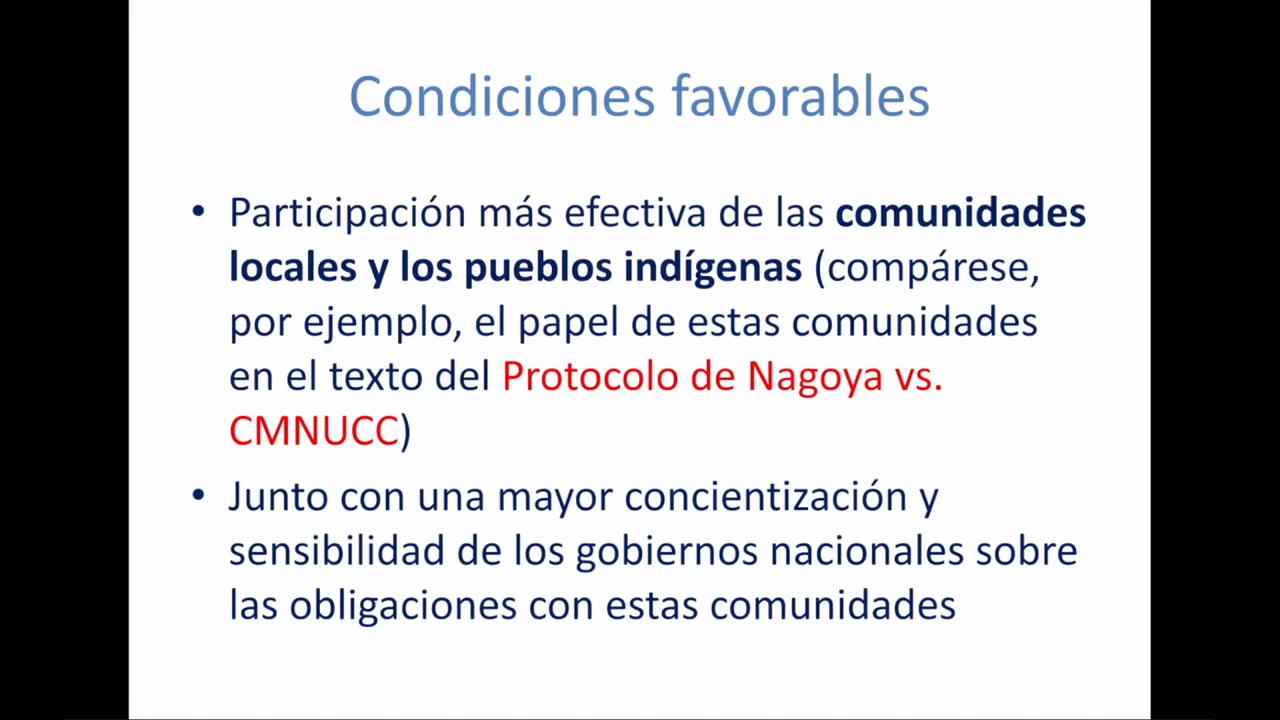 Condiciones favorables
• Participación más efectiva de las comunidades
locales y los pueblos indígenas (compárese,
por ejemplo, el papel de estas comunidades
en el texto del Protocolo de Nagoya vs.
CMNUCC)
• Junto con una mayor concientización y
sensibilidad de los gobiernos nacionales sobre
las obligaciones con estas comunidades